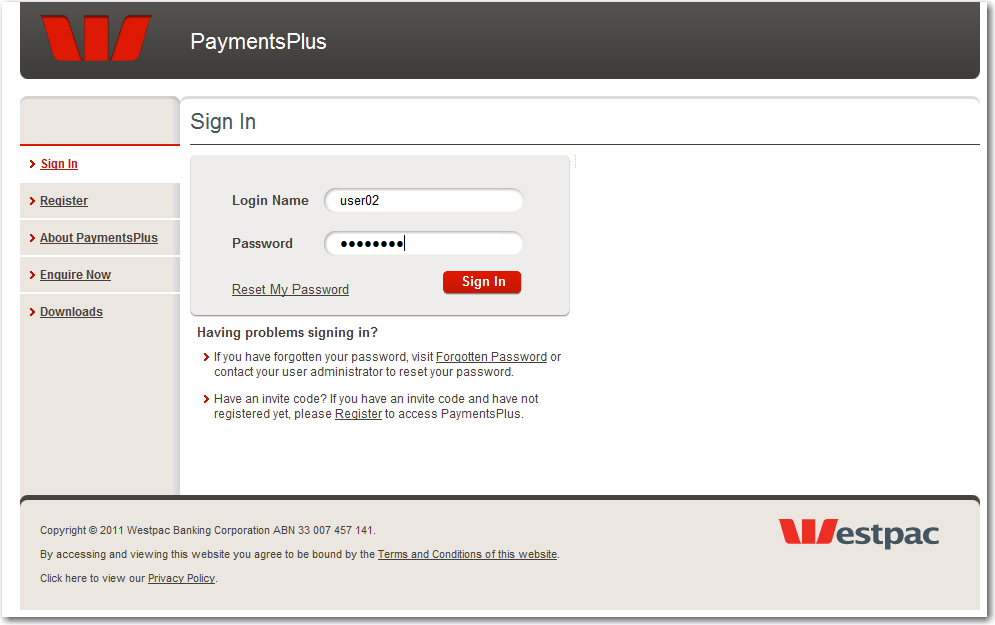 PaymentsPlus
Sign In
Sign In
Register
About PaymentsPlus
Enquire Now
Downloads
Login Name user02
Password ••••••••
Reset My Password Sign In
Having problems signing in?
If you have forgotten your password, visit Forgotten Password or
contact your user administrator to reset your password.
Have an invite code? If you have an invite code and have not
registered yet, please Register to access PaymentsPlus.
Copyright © 2011 Westpac Banking Corporation ABN 33 007 457 141.
By accessing and viewing this website you agree to be bound by the Terms and Conditions of this website.
Click here to view our Privacy Policy.
Westpac